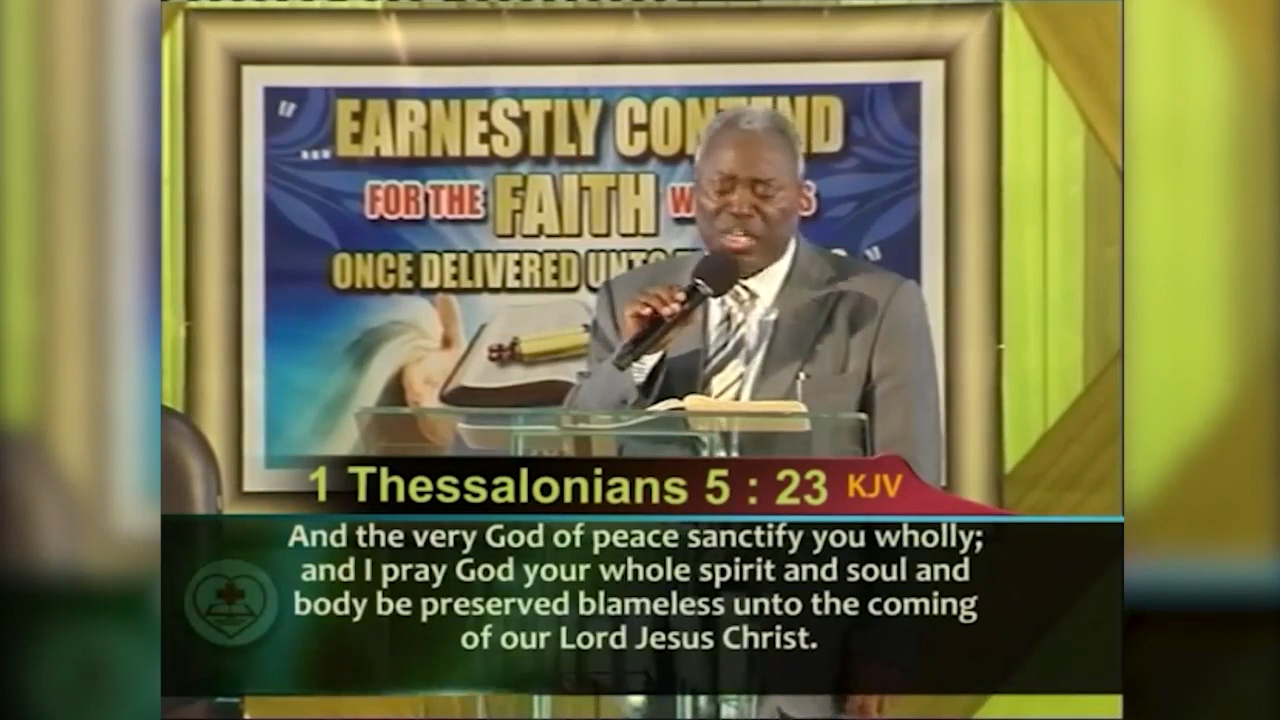 "
...EARNESTLY CONTEND
FOR THE FAITH
ONCE DELIVERED UNTO
"
1 Thessalonians 5 : 23 KJV
And the very God of peace sanctify you wholly;
and I pray God your whole spirit and soul and
body be preserved blameless unto the coming
of our Lord Jesus Christ.